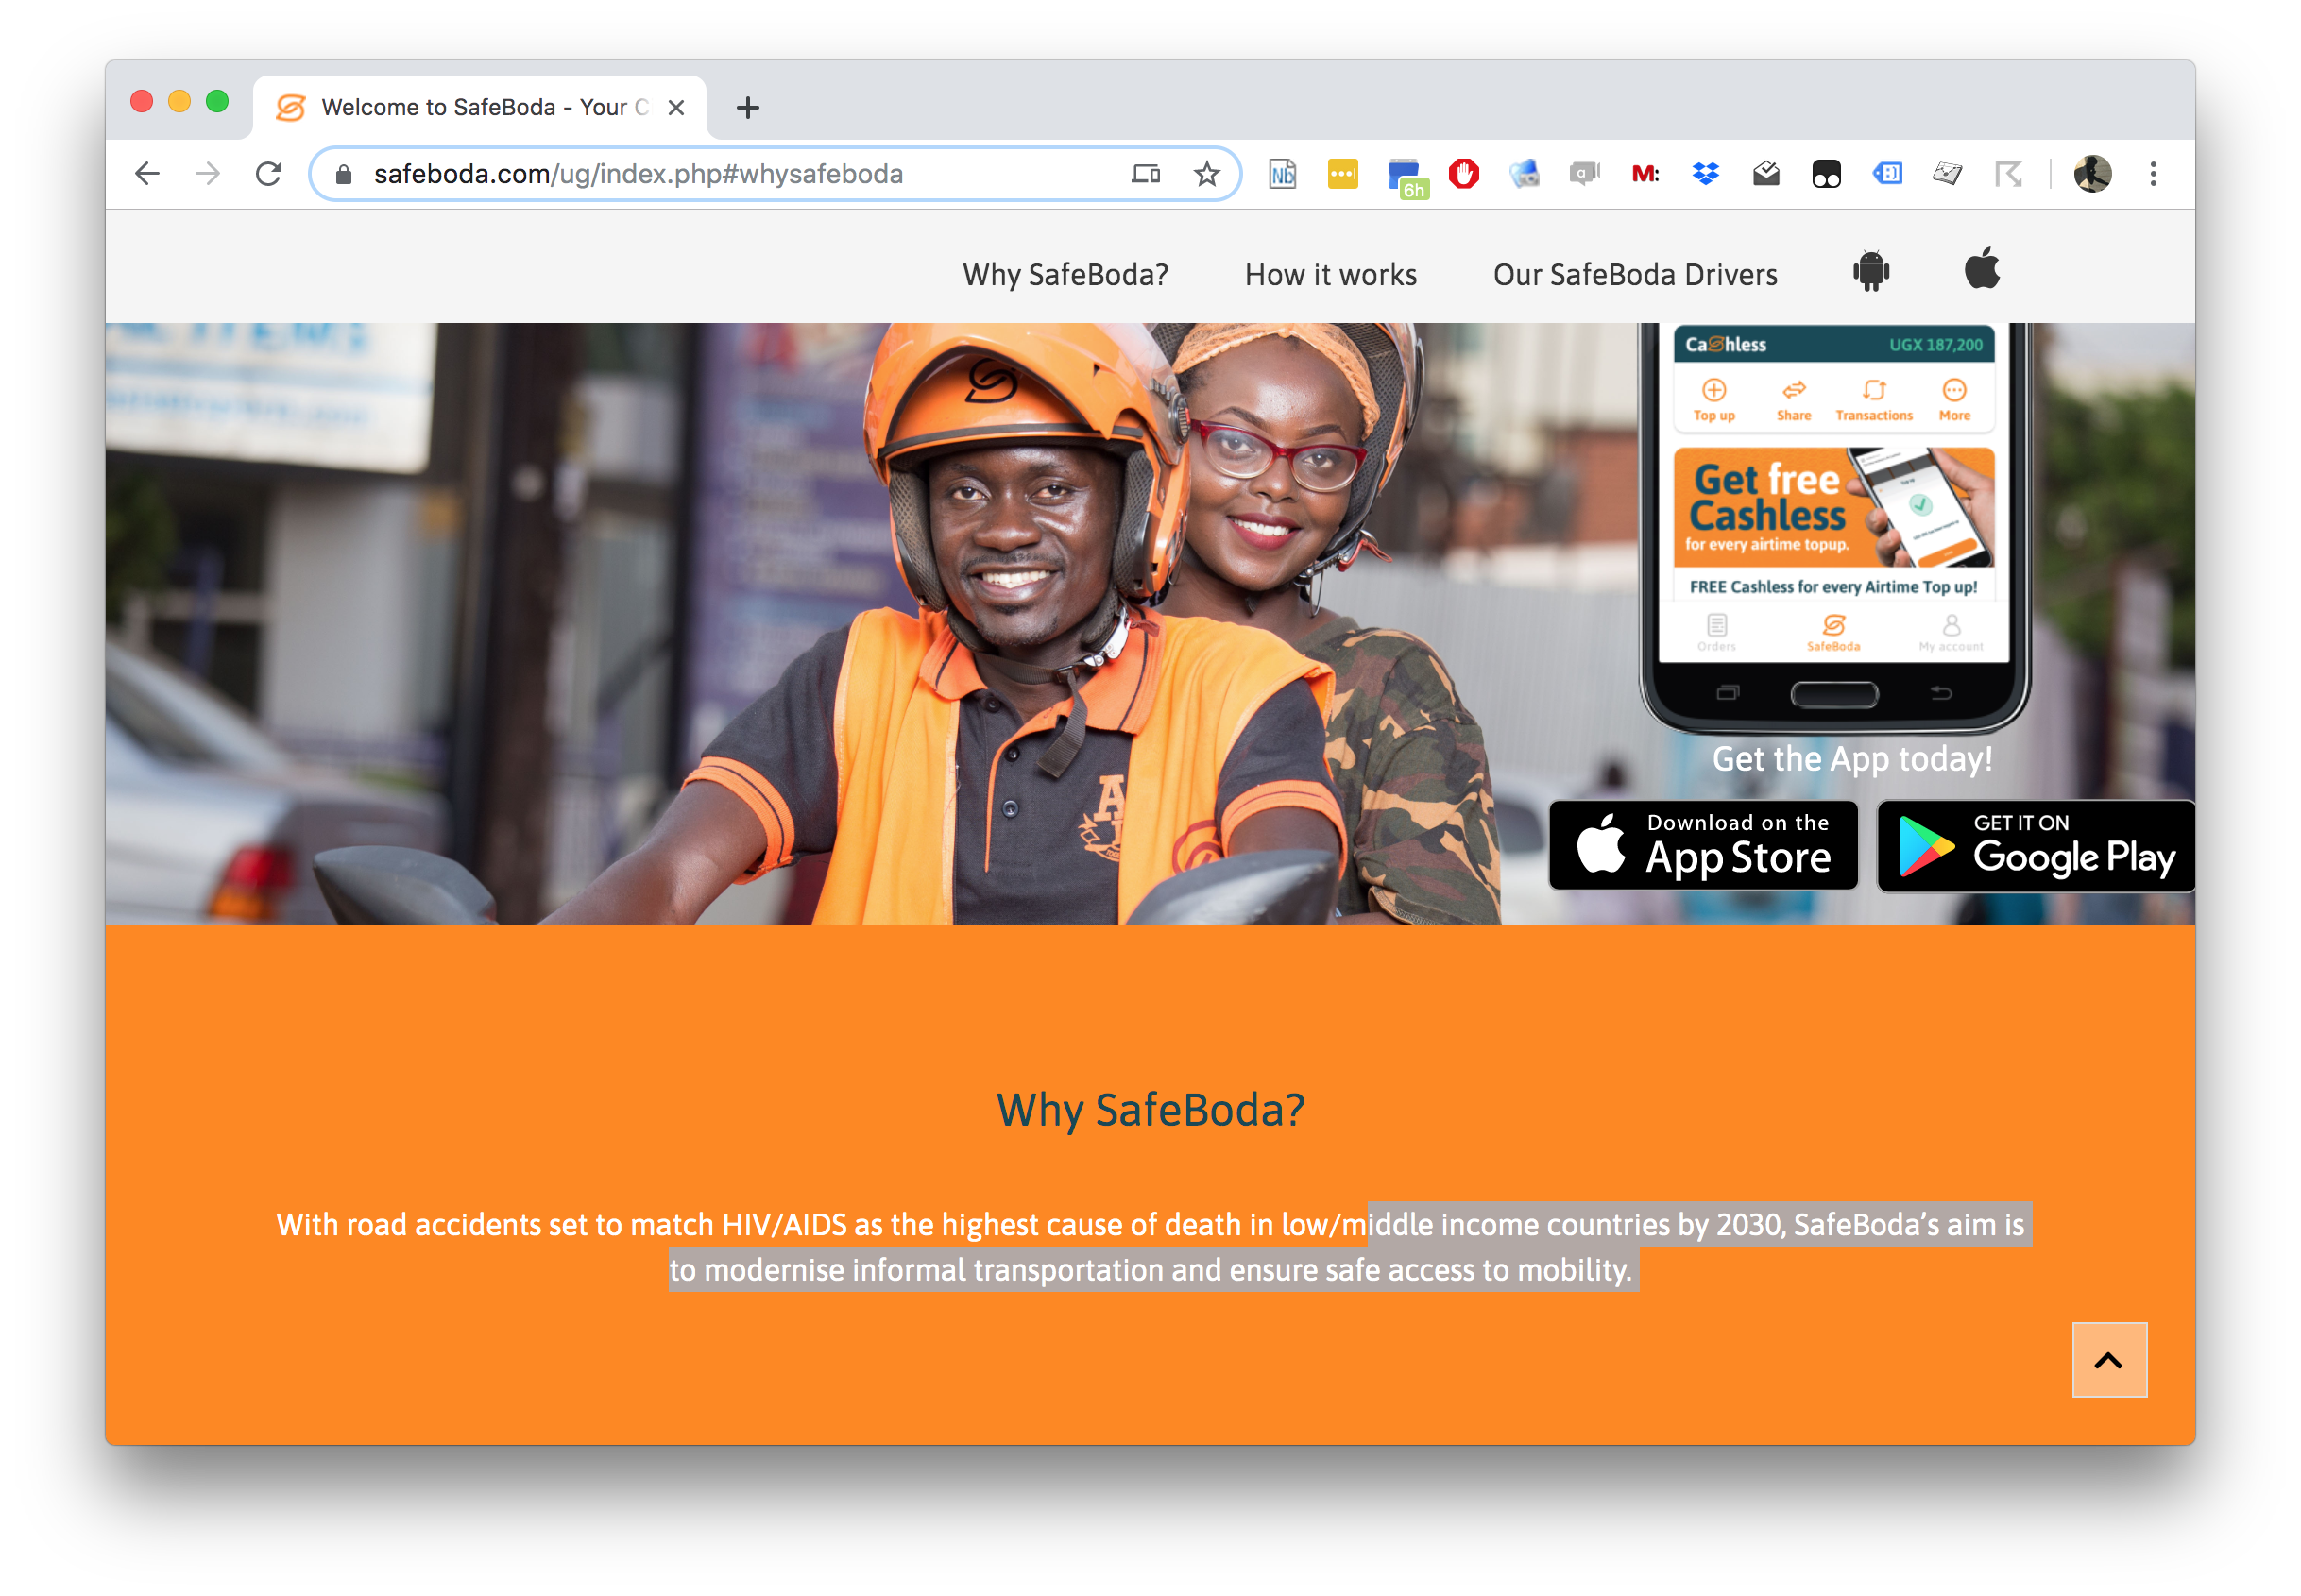 Welcome to SafeBoda - Your C
safeboda.com/ug/index.php#whysafeboda
Nb
6h
a
M:
Why SafeBoda?
How it works
Our SafeBoda Drivers
Cashless
UGX 187,200
Top up
Share
Transactions
More
Get free
Cashless
for every airtime topup.
Top up
FREE Cashless for every Airtime Top up!
Orders
SafeBoda
My account
Get the App today!
Download on the
App Store
GET IT ON
Google Play
Why SafeBoda?
With road accidents set to match HIV/AIDS as the highest cause of death in low/middle income countries by 2030, SafeBoda’s aim is
to modernise informal transportation and ensure safe access to mobility.